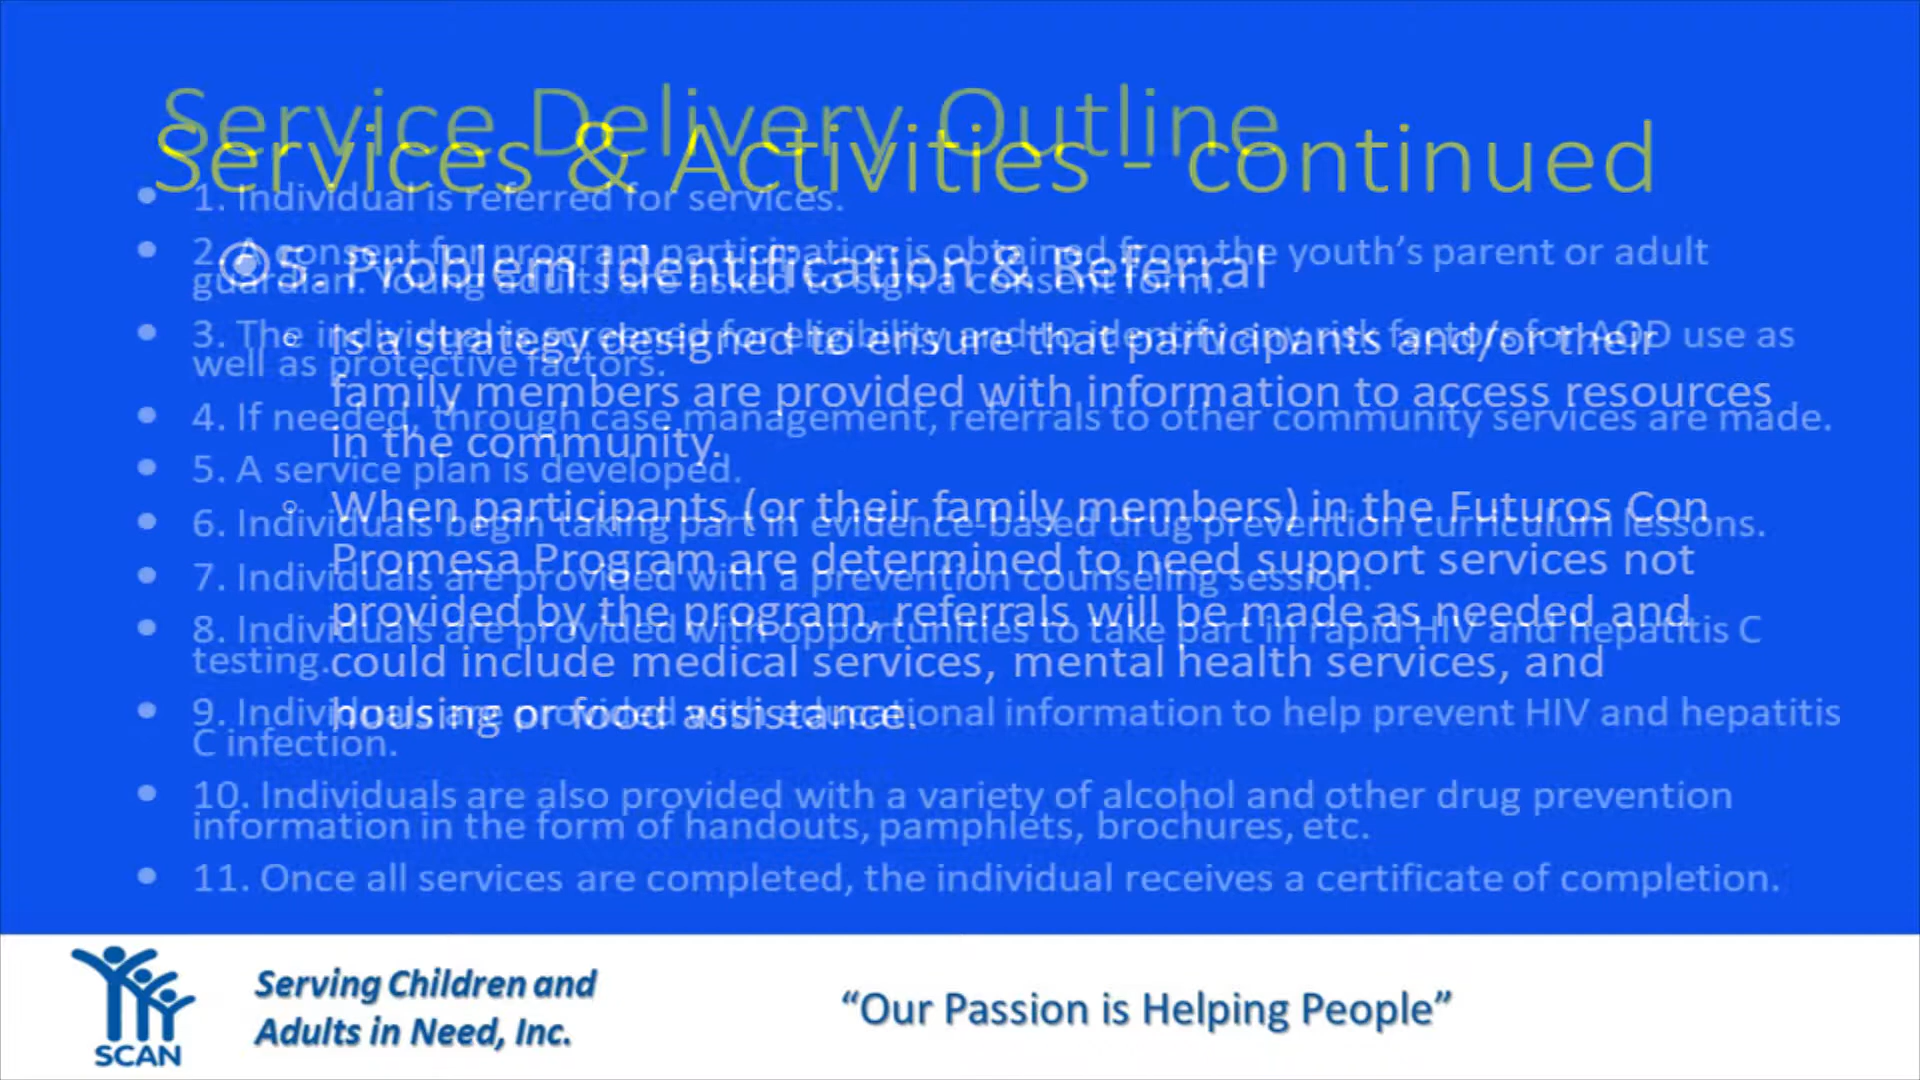 Service Delivery Outline
• 1. Individual is referred for services.
• 2. A consent for program participation is obtained from the youth’s parent or adult
guardian. Young adults are asked to sign a consent form.
• 3. The individual is screened for eligibility and to identify any risk factors for AOD use as
well as protective factors.
• 4. If needed, through case management, referrals to other community services are made.
• 5. A service plan is developed.
• 6. Individuals begin taking part in evidence-based drug prevention curriculum lessons.
• 7. Individuals are provided with a prevention counseling session.
• 8. Individuals are provided with opportunities to take part in rapid HIV and hepatitis C
testing.
• 9. Individuals are provided with educational information to help prevent HIV and hepatitis
C infection.
• 10. Individuals are also provided with a variety of alcohol and other drug prevention
information in the form of handouts, pamphlets, brochures, etc.
• 11. Once all services are completed, the individual receives a certificate of completion.
Services & Activities - continued
5. Problem Identification & Referral
◦ Is a strategy designed to ensure that participants and/or their
family members are provided with information to access resources
in the community.
◦ When participants (or their family members) in the Futuros Con
Promesa Program are determined to need support services not
provided by the program, referrals will be made as needed and
could include medical services, mental health services, and
housing or food assistance.
SCAN
Serving Children and
Adults in Need, Inc.
“Our Passion is Helping People”